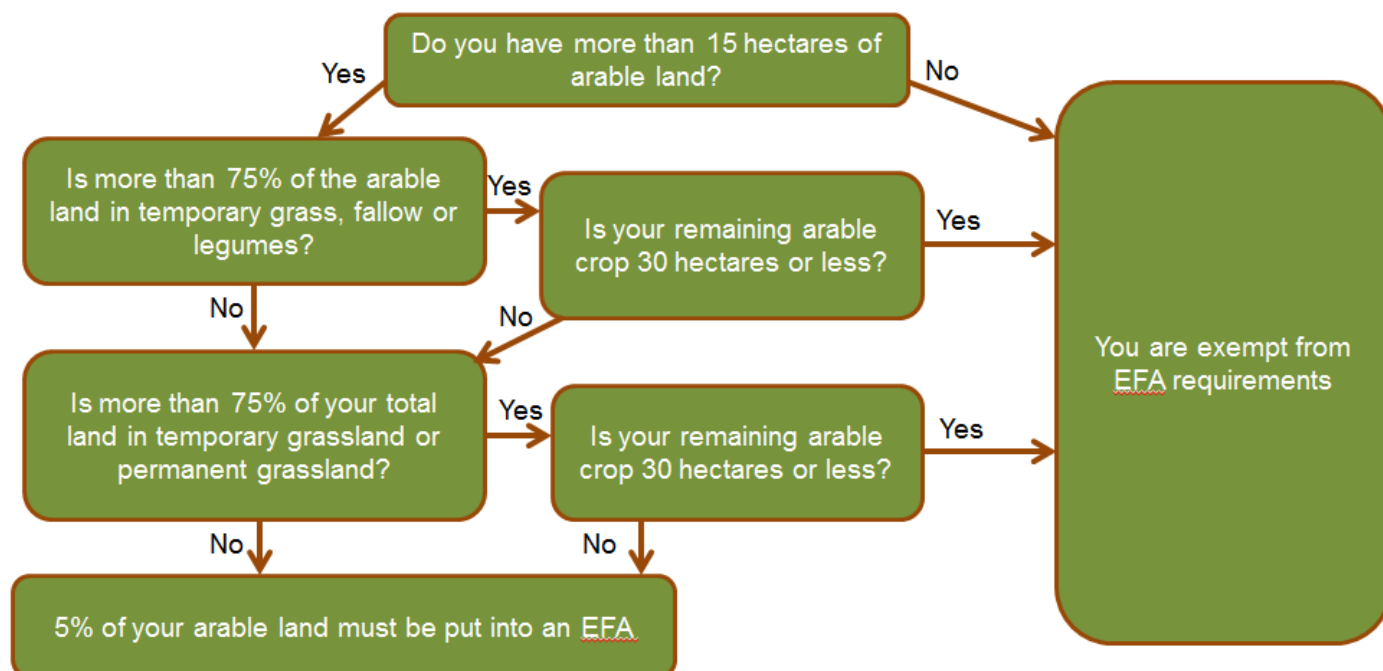 Do you have more than 15 hectares of
arable land?
Yes
No
Is more than 75% of the arable
land in temporary grass, fallow or
legumes?
Yes
Is your remaining arable
crop 30 hectares or less?
Yes
No
No
You are exempt from
EFA requirements
Is more than 75% of your total
land in temporary grassland or
permanent grassland?
Yes
Is your remaining arable
crop 30 hectares or less?
Yes
No
No
5% of your arable land must be put into an EFA